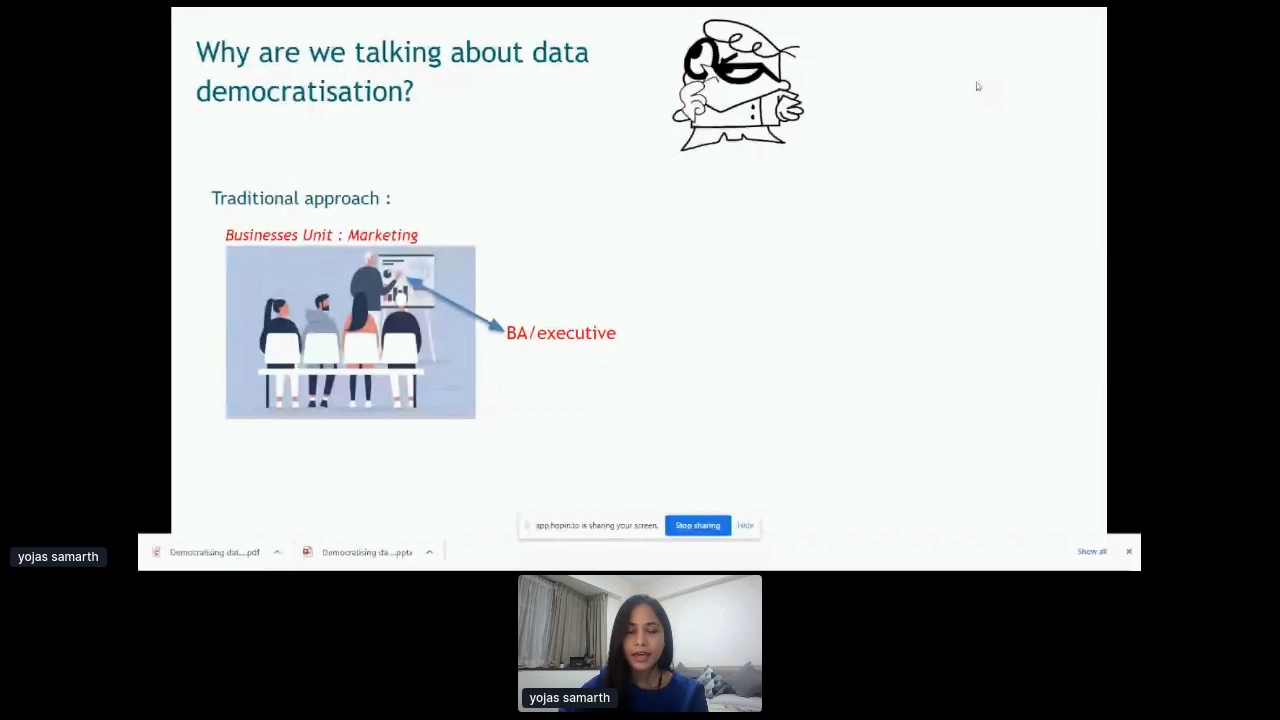 Why are we talking about data
democratisation?
Traditional approach :
Businesses Unit : Marketing
BA/executive
app.hopin.to is sharing your screen.
Stop sharing
Hide
Democratising dat....pdf
Democratising da....pptx
Show all
yojas samarth
yojas samarth